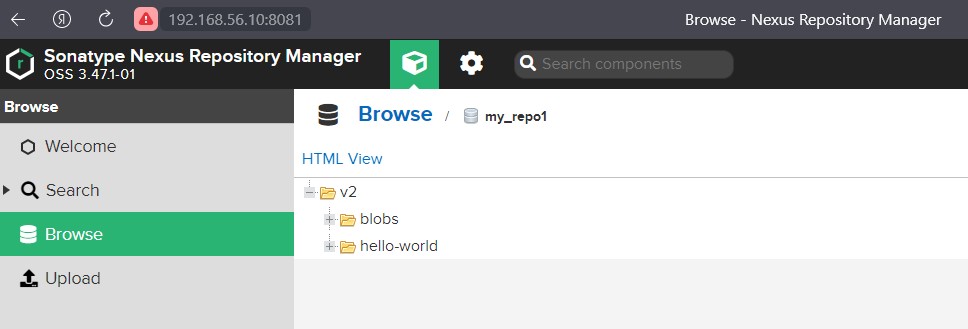 192.168.56.10:8081
Browse - Nexus Repository Manager
Sonatype Nexus Repository Manager
OSS 3.47.1-01
Search components
Browse
Welcome
Search
Browse
Upload
Browse / my_repo1
HTML View
v2
blobs
hello-world